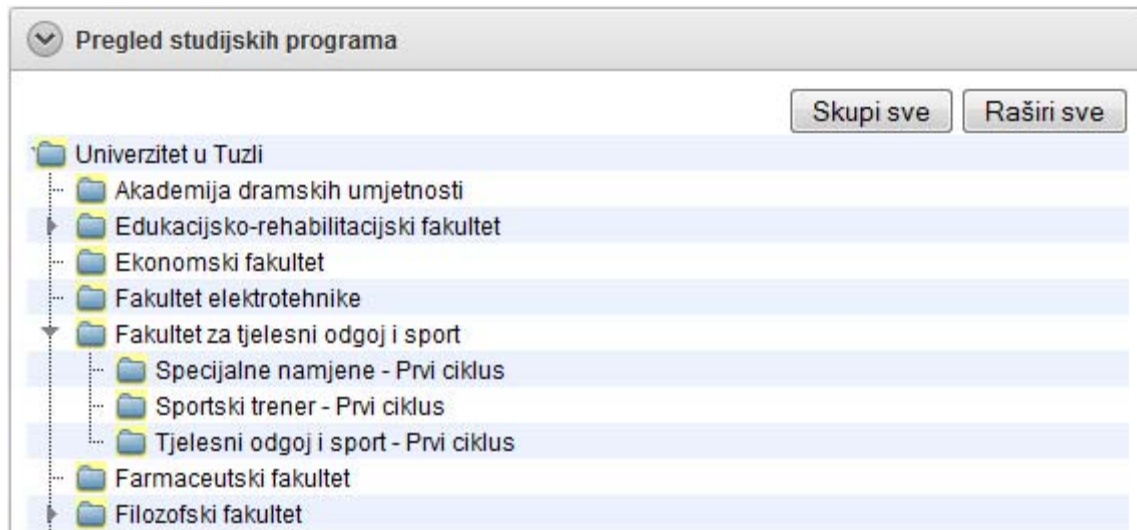 Pregled studijskih programa
Skupi sve Raširi sve
Univerzitet u Tuzli
Akademija dramskih umjetnosti
Edukacijsko-rehabilitacijski fakultet
Ekonomski fakultet
Fakultet elektrotehnike
Fakultet za tjelesni odgoj i sport
Specijalne namjene - Prvi ciklus
Sportski trener - Prvi ciklus
Tjelesni odgoj i sport - Prvi ciklus
Farmaceutski fakultet
Filozofski fakultet